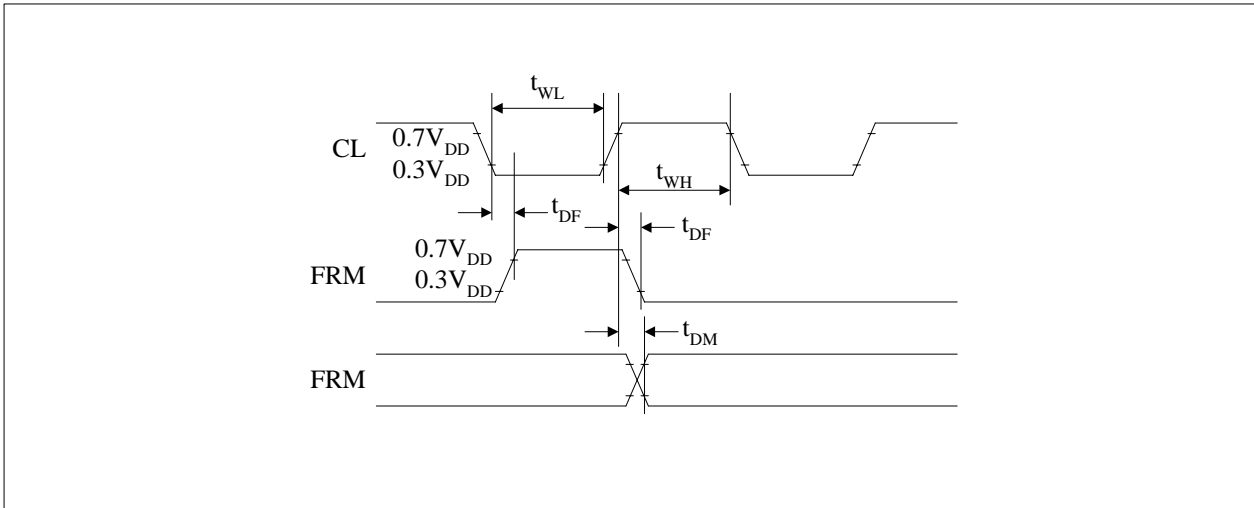 t_WL
CL
0.7V_DD
0.3V_DD
t_WH
t_DF
t_DF
0.7V_DD
FRM
0.3V_DD
t_DM
FRM